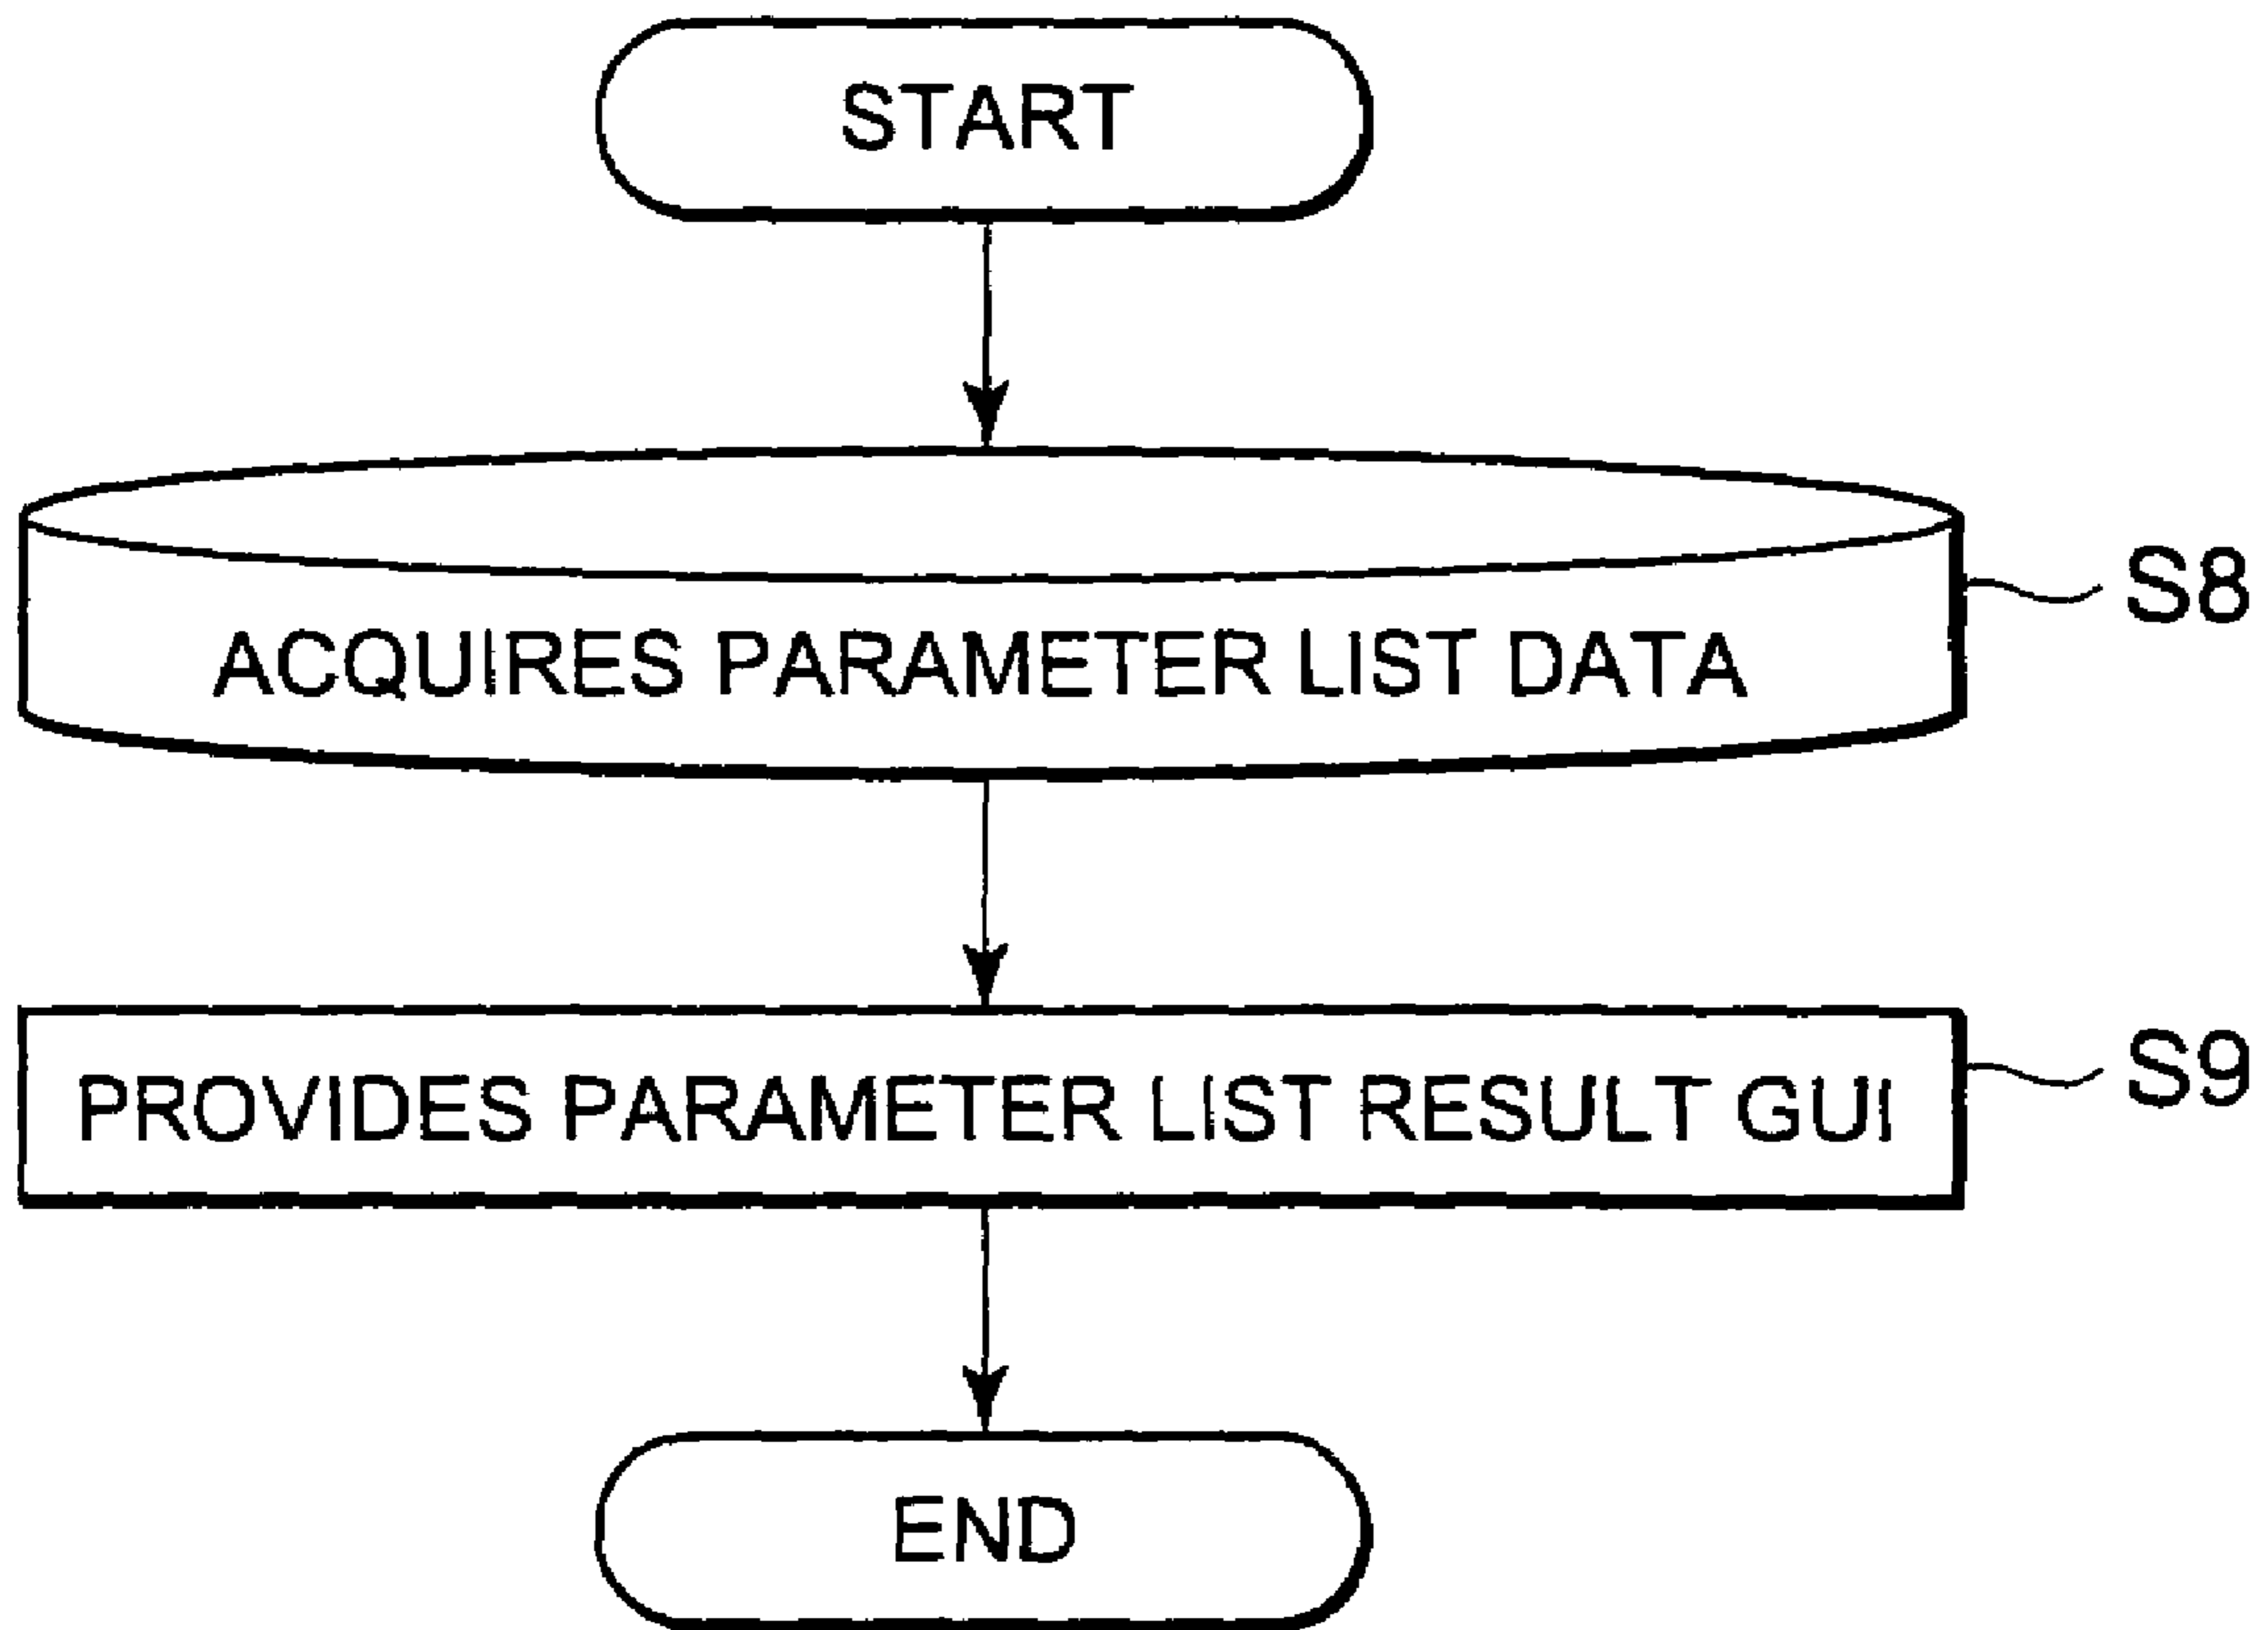 START
ACQUIRES PARAMETER LIST DATA
S8
PROVIDES PARAMETER LIST RESULT GUI
S9
END